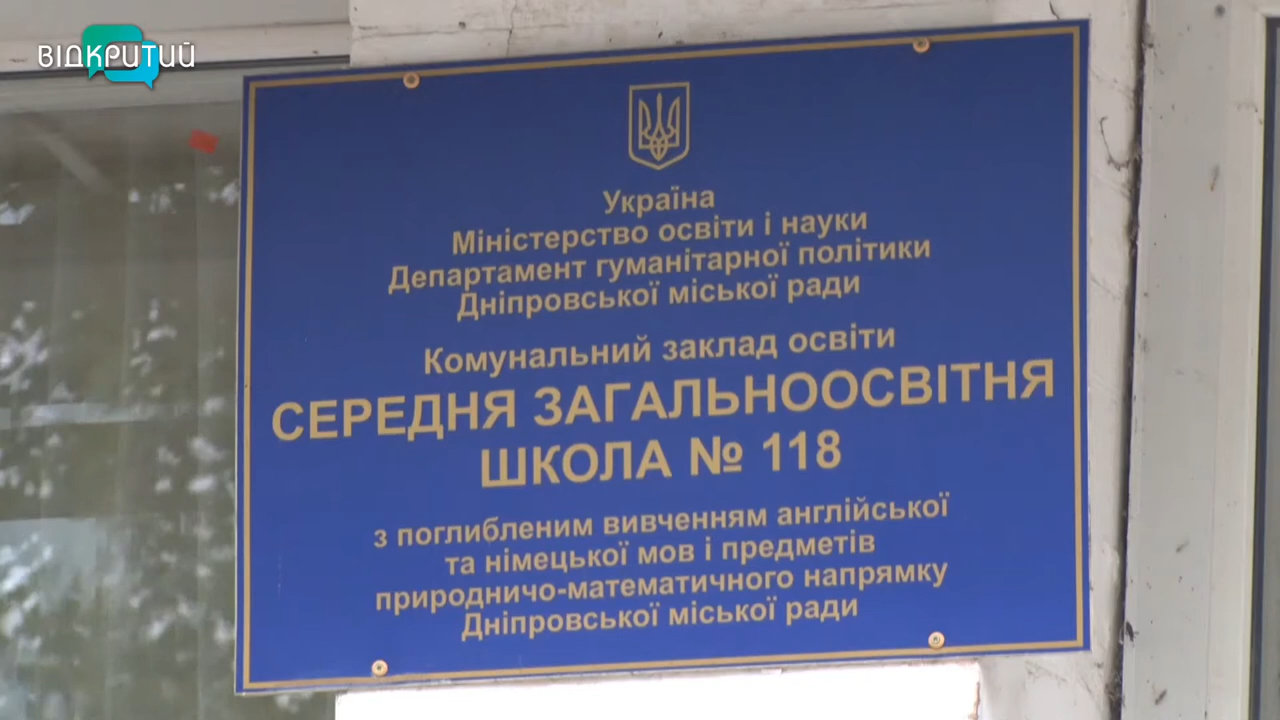 ВІДКРИТИЙ
Україна
Міністерство освіти і науки
Департамент гуманітарної політики
Дніпровської міської ради
Комунальний заклад освіти
СЕРЕДНЯ ЗАГАЛЬНООСВІТНЯ
ШКОЛА № 118
з поглибленим вивченням англійської
та німецької мов і предметів
природничо-математичного напрямку
Дніпровської міської ради